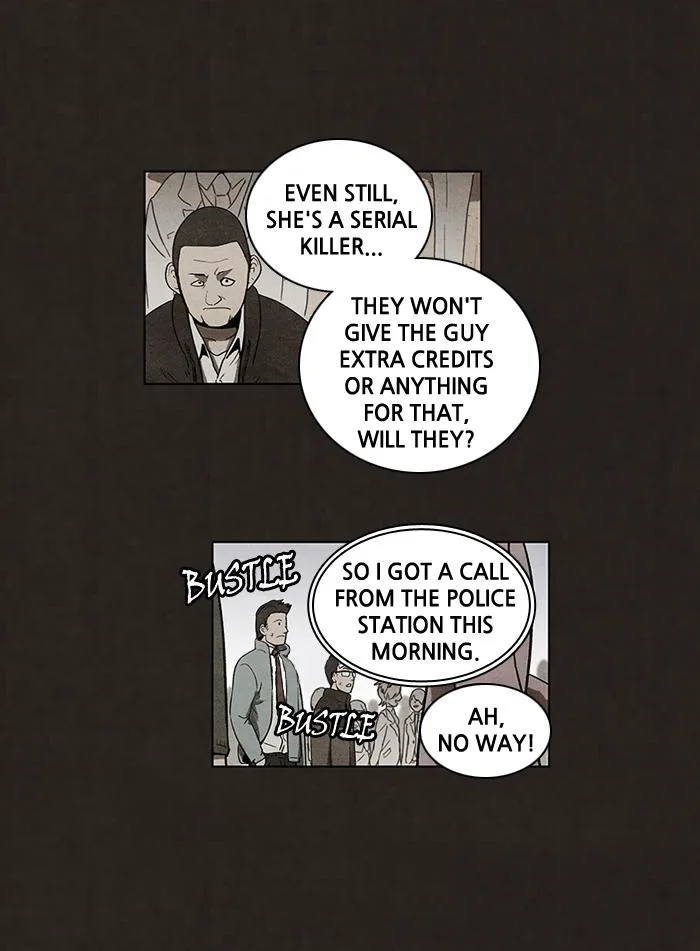 EVEN STILL,
SHE'S A SERIAL
KILLER...
THEY WON'T
GIVE THE GUY
EXTRA CREDITS
OR ANYTHING
FOR THAT,
WILL THEY?
BUSTLE
SO I GOT A CALL
FROM THE POLICE
STATION THIS
MORNING.
BUSTLE
AH,
NO WAY!